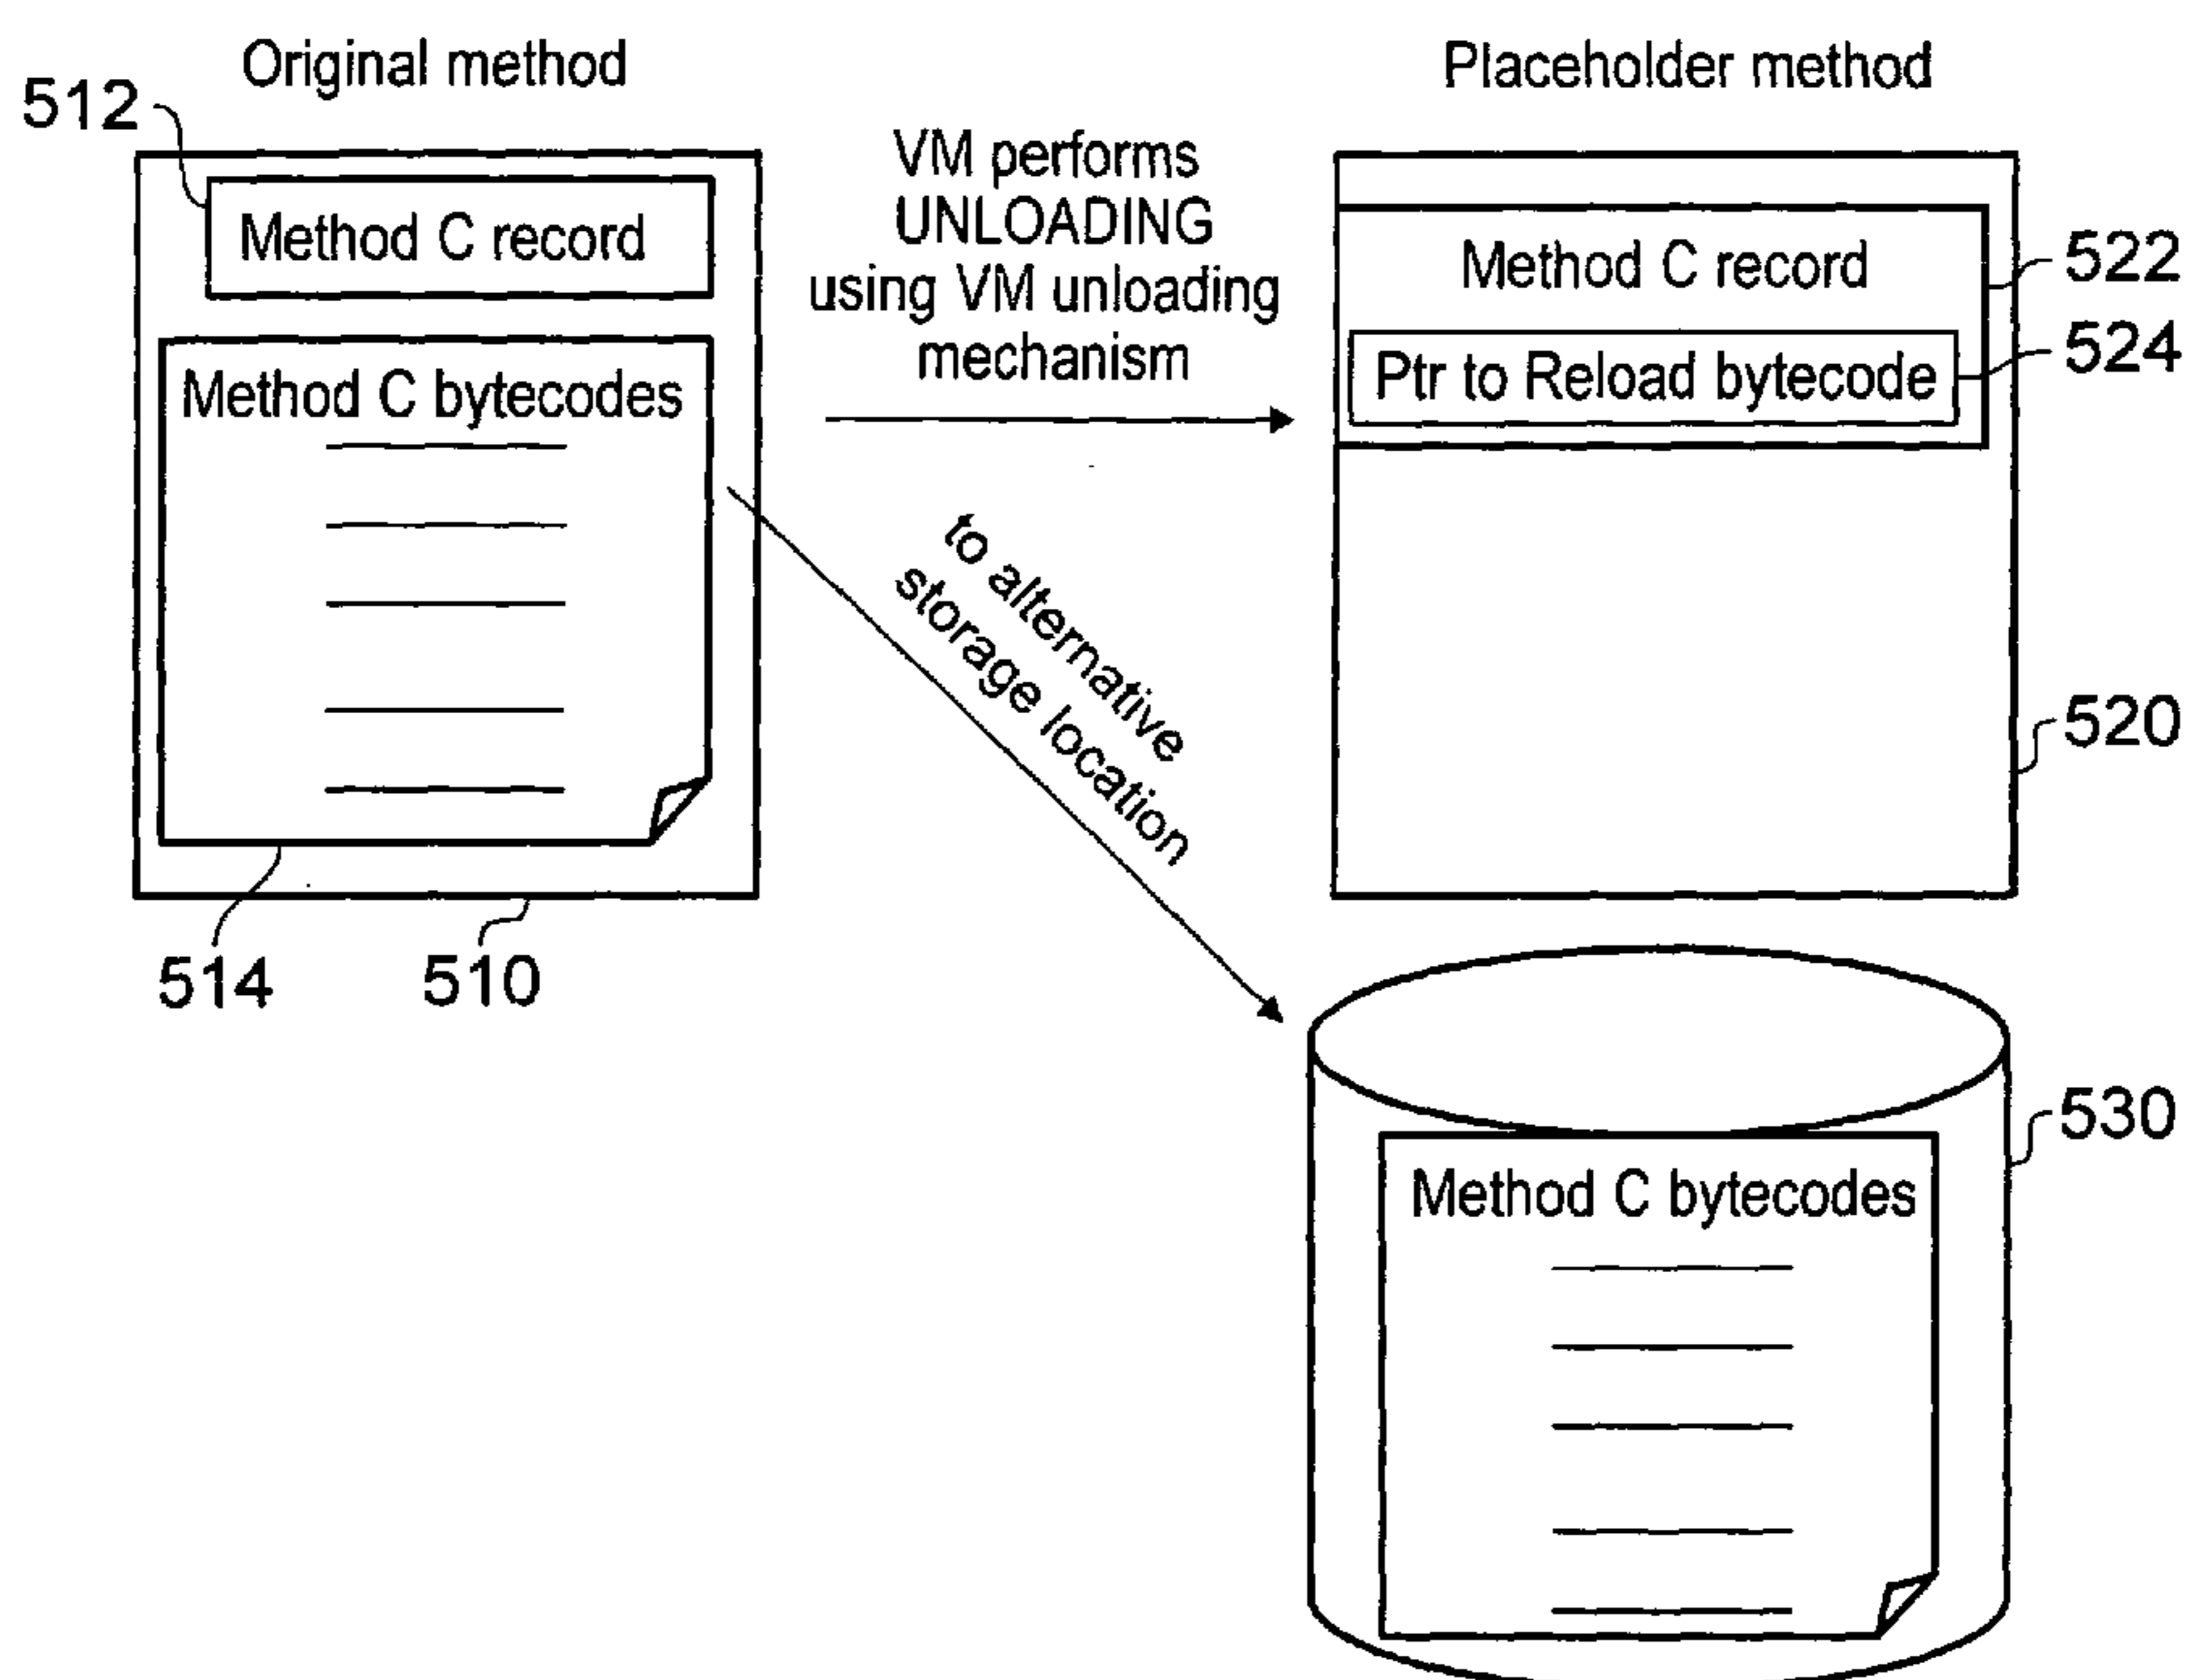 Original method
512
Method C record
Method C bytecodes
514
510
VM performs
UNLOADING
using VM unloading
mechanism
to alternative
storage location
Placeholder method
Method C record
522
Ptr to Reload bytecode
524
520
530
Method C bytecodes